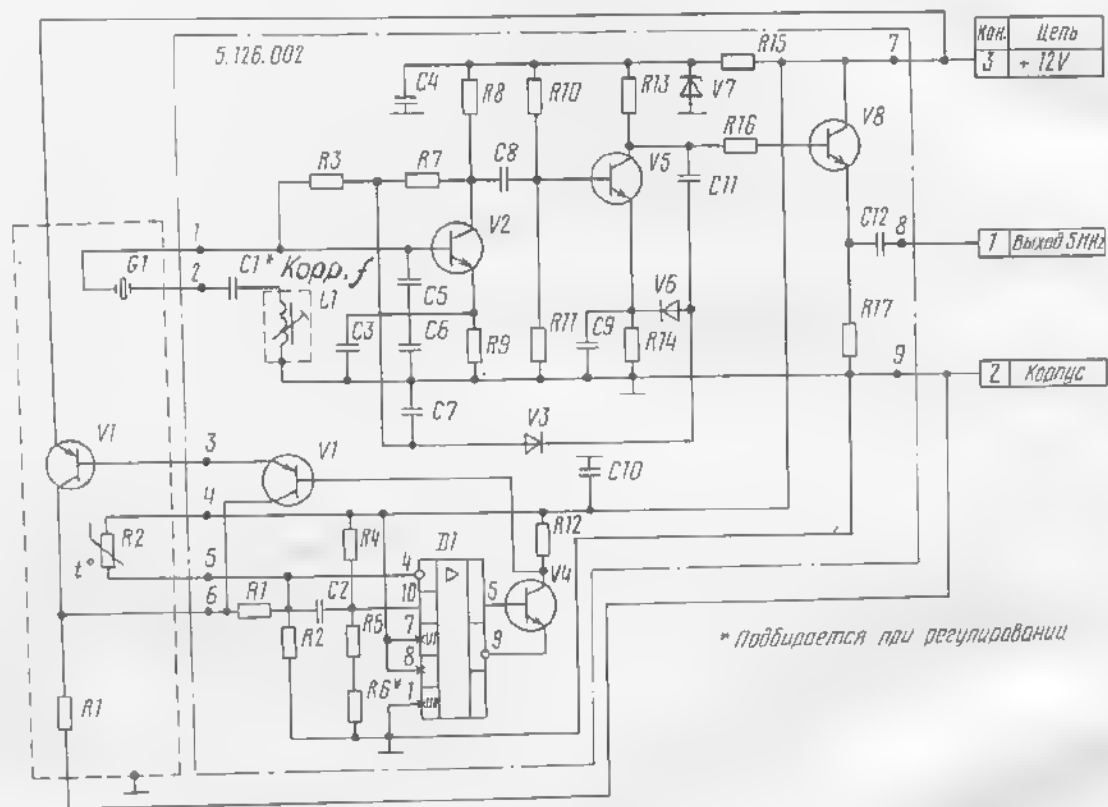 5.126.002
Кон. Цепь
3 + 12V
7
R15
C4
R8
R10
R13
V7
V8
R16
R3
R7
C8
V5
C11
V2
C12
8
1 Выход 5MHz
1
G1
2
C1* Корр. f
L1
C5
V6
R17
C3
C6
R9
R11
C9
R14
9
2 Корпус
C7
V3
V1
3
V1
C10
4
R2
t°
R4
D1
R12
5
4
V4
6
R1
C2
10
5
R2
R5
7
8
9
* Подбирается при регулировании
R6*
1
R1